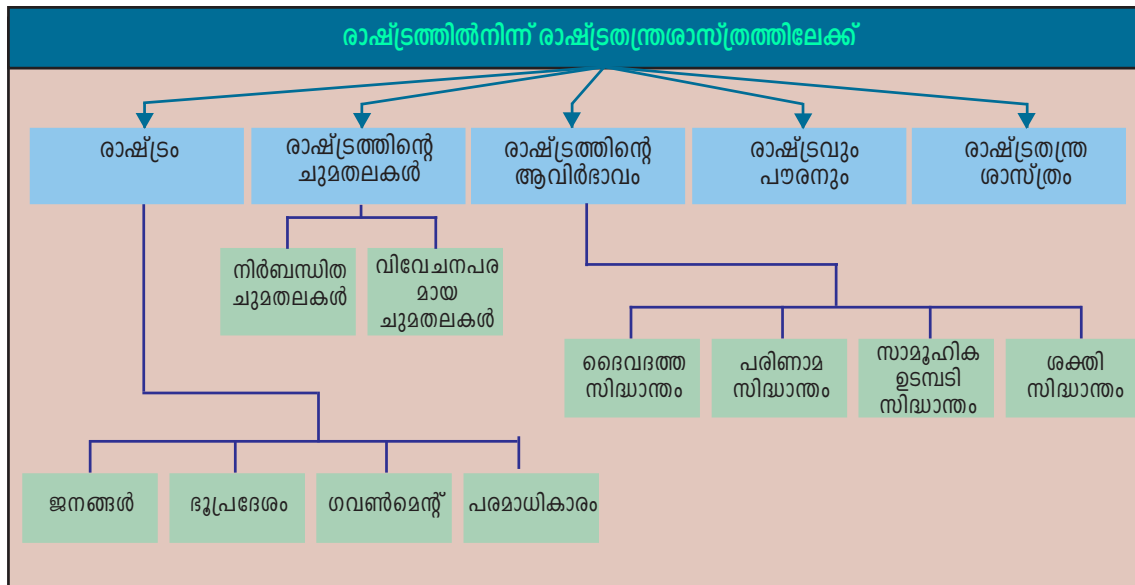 രാഷ്ട്രത്തിൽനിന്ന് രാഷ്ട്രതന്ത്രശാസ്ത്രത്തിലേക്ക്
രാഷ്ട്രം
രാഷ്ട്രത്തിന്റെ
ചുമതലകൾ
രാഷ്ട്രത്തിന്റെ
ആവിർഭാവം
രാഷ്ട്രവും
പൗരനും
രാഷ്ട്രതന്ത്ര
ശാസ്ത്രം
നിർബന്ധിത
ചുമതലകൾ
വിവേചനപര
മായ
ചുമതലകൾ
ദൈവദത്ത
സിദ്ധാന്തം
പരിണാമ
സിദ്ധാന്തം
സാമൂഹിക
ഉടമ്പടി
സിദ്ധാന്തം
ശക്തി
സിദ്ധാന്തം
ജനങ്ങൾ
ഭൂപ്രദേശം
ഗവൺമെന്റ്
പരമാധികാരം